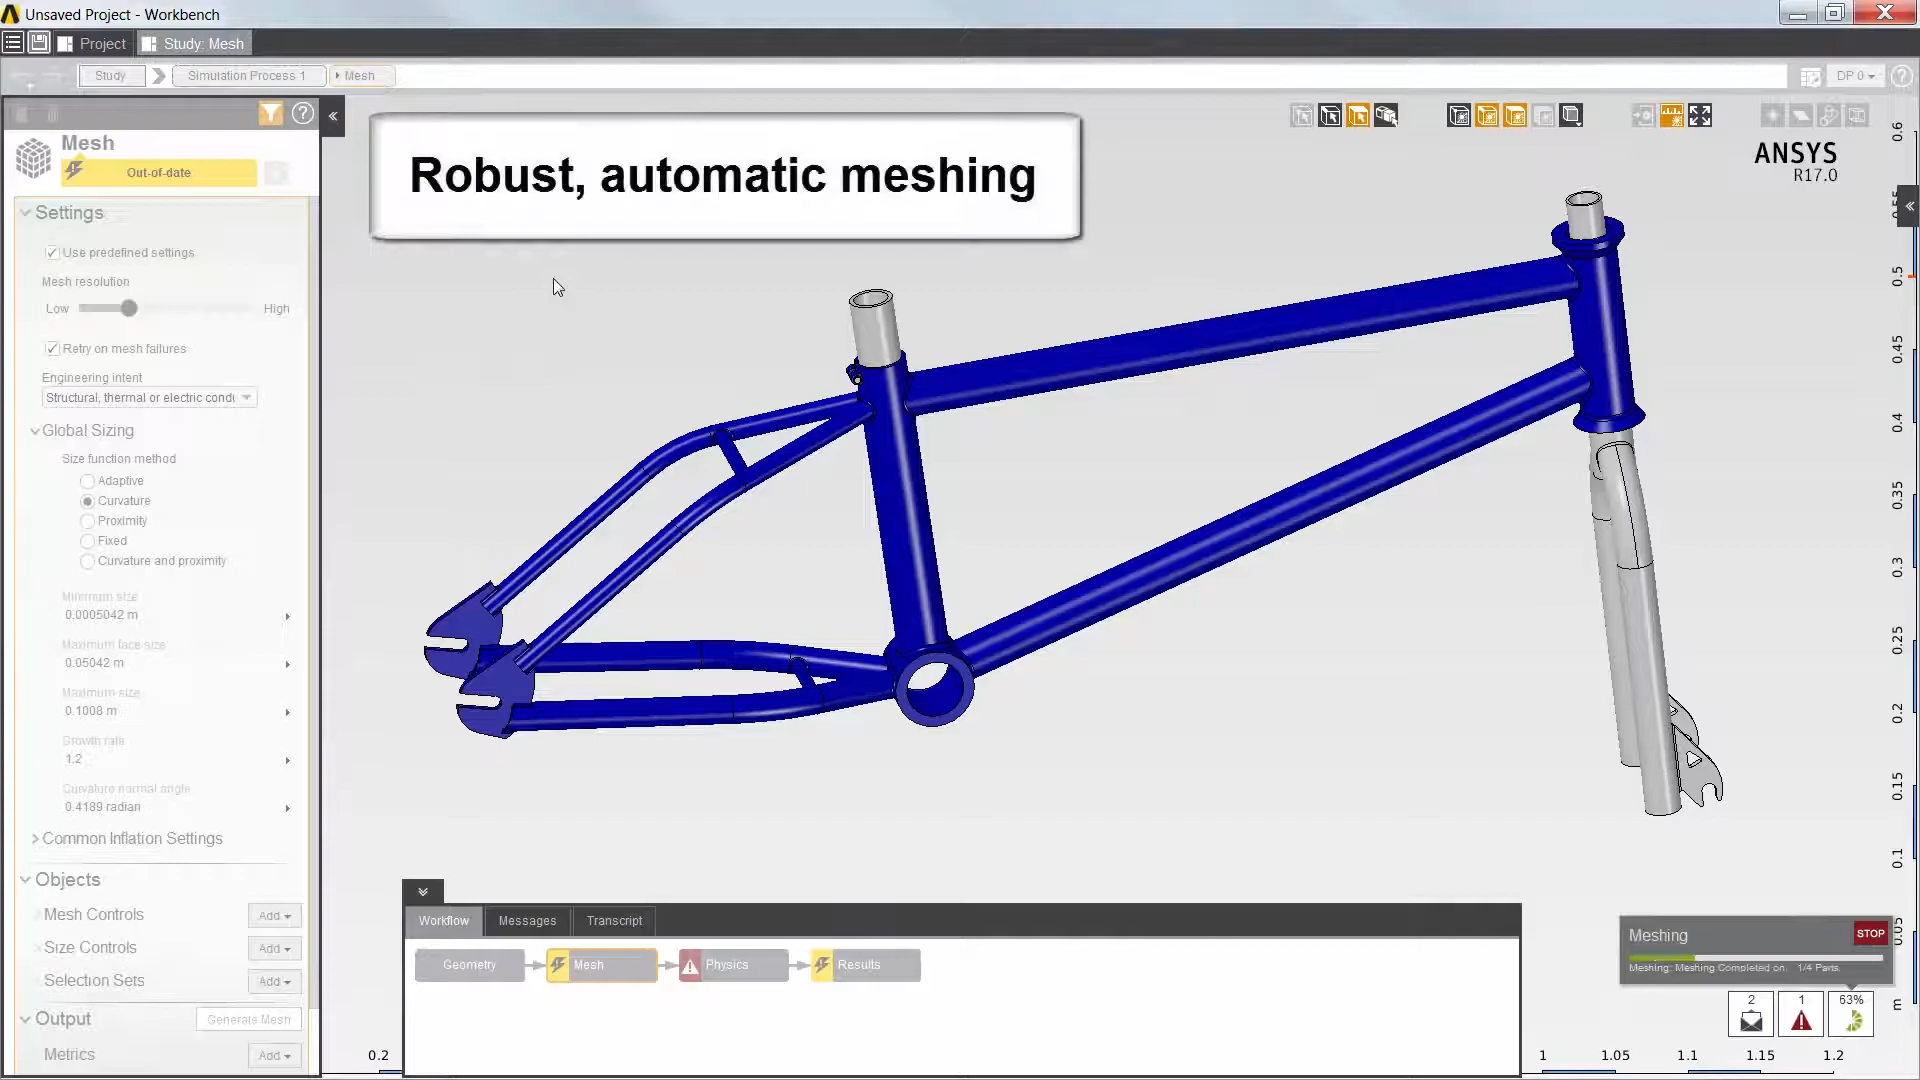 Unsaved Project - Workbench
Project
Study: Mesh
Study
Simulation Process 1
Mesh
DP 0
?
?
Mesh
Out-of-date
Settings
Use predefined settings
Mesh resolution
Low
High
Retry on mesh failures
Engineering intent
Structural, thermal or electric condu
Global Sizing
Size function method
Adaptive
Curvature
Proximity
Fixed
Curvature and proximity
Minimum size
0.0005042 m
Maximum face size
0.05042 m
Maximum size
0.1008 m
Growth rate
1.2
Curvature normal angle
0.4189 radian
Common Inflation Settings
Objects
Mesh Controls
Add
Size Controls
Add
Selection Sets
Add
Output
Generate Mesh
Metrics
Add
Robust, automatic meshing
ANSYS
R17.0
0.6
0.55
0.5
0.45
0.4
0.35
0.3
0.25
0.2
0.15
0.1
0.05
m
Workflow
Messages
Transcript
Geometry
Mesh
Physics
Results
Meshing
STOP
Meshing: Meshing Completed on. 1/4 Parts.
2
1
63%
0.2
1
1.05
1.1
1.15
1.2